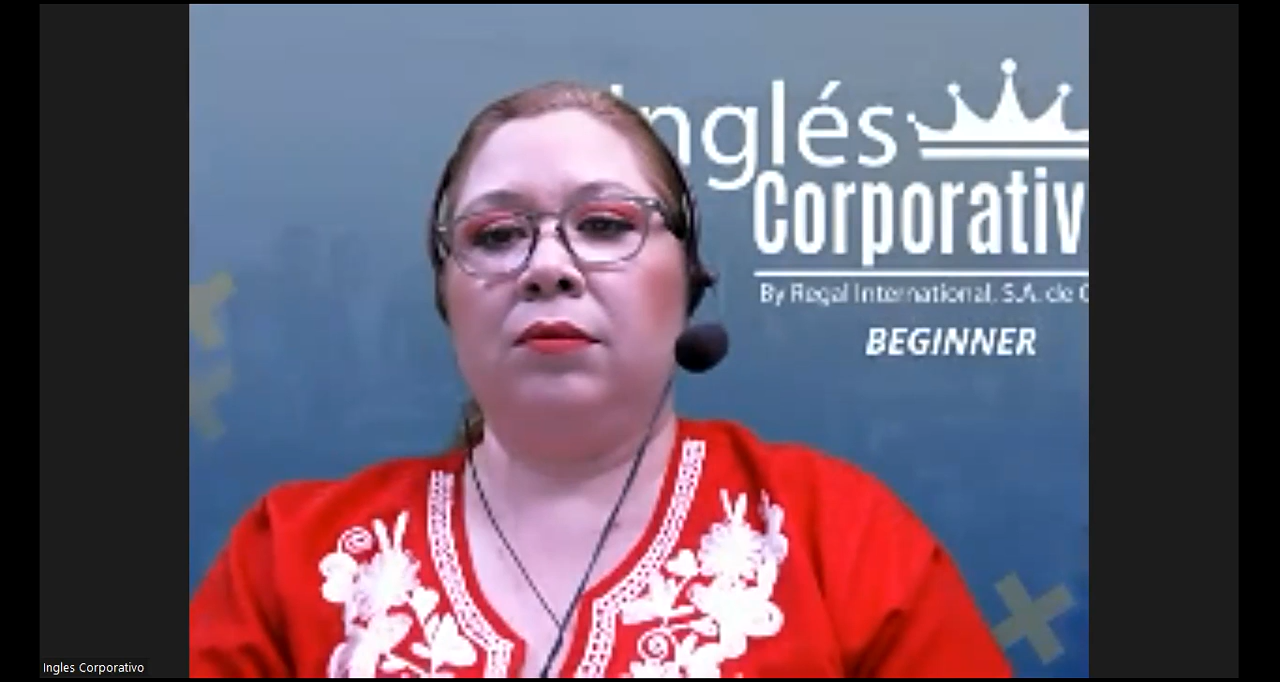 Inglés
Corporativ
By Regal International, S.A. de C
BEGINNER
Ingles Corporativo